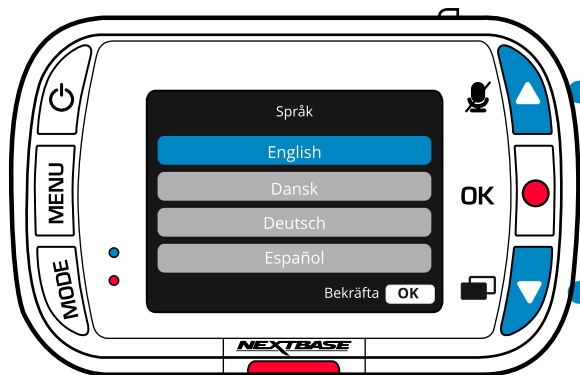 Språk
English
Dansk
Deutsch
Español
Bekräfta OK
MENU
MODE
OK
NEXTBASE